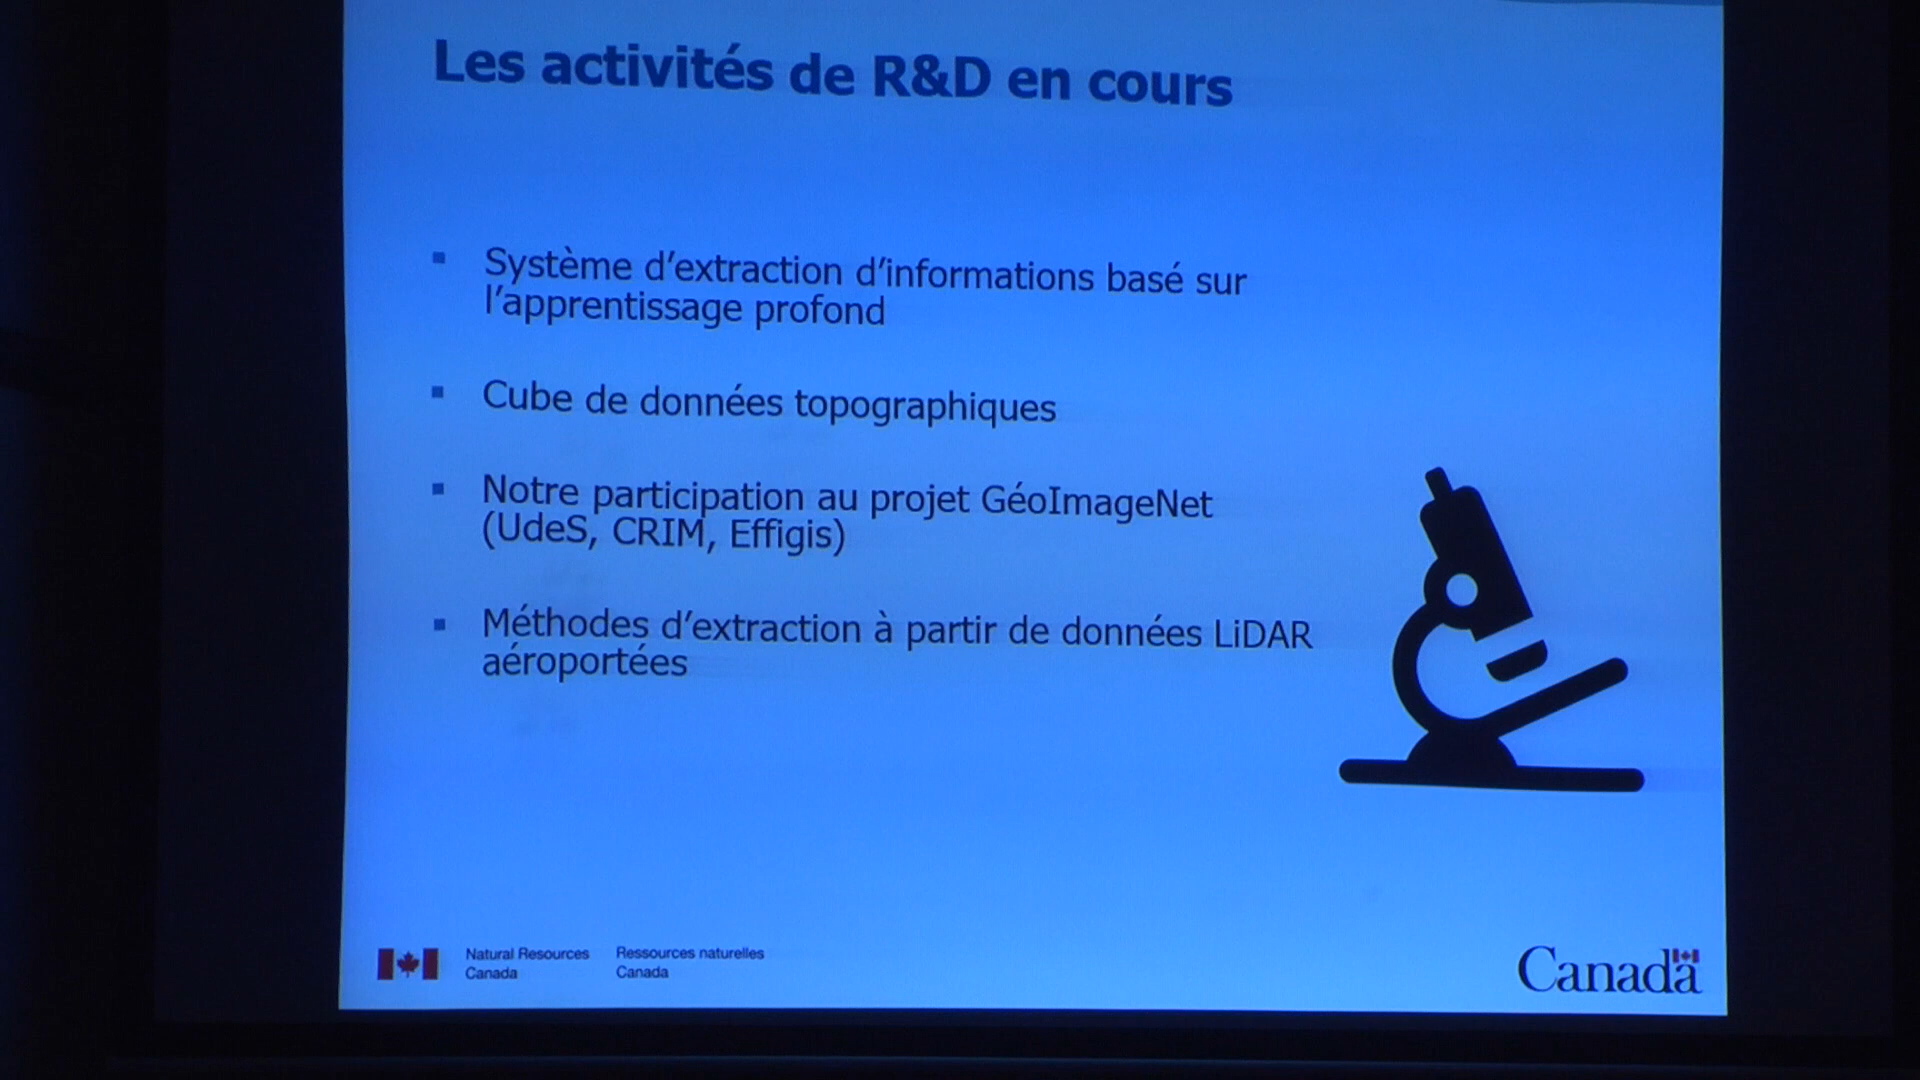 Les activités de R&D en cours
▪ Système d'extraction d'informations basé sur
l'apprentissage profond
▪ Cube de données topographiques
▪ Notre participation au projet GéoImageNet
(UdeS, CRIM, Effigis)
▪ Méthodes d'extraction à partir de données LiDAR
aéroportées
Natural Resources Ressources naturelles
Canada Canada
Canada